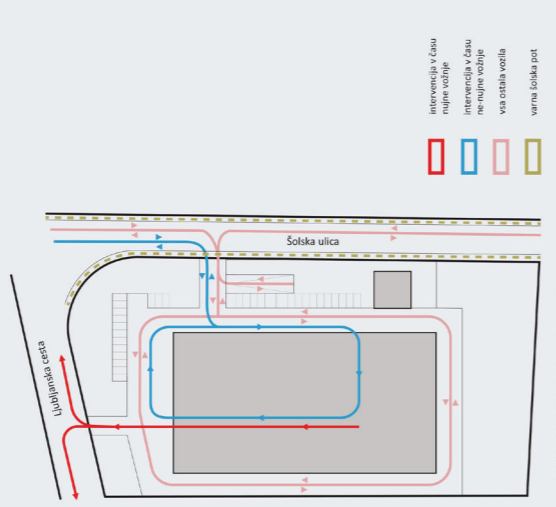 intervencija v času
nujne vožnje
intervencija v času
ne-nujne vožnje
vsa ostala vozila
varna šolska pot
Šolska ulica
Ljubljanska cesta